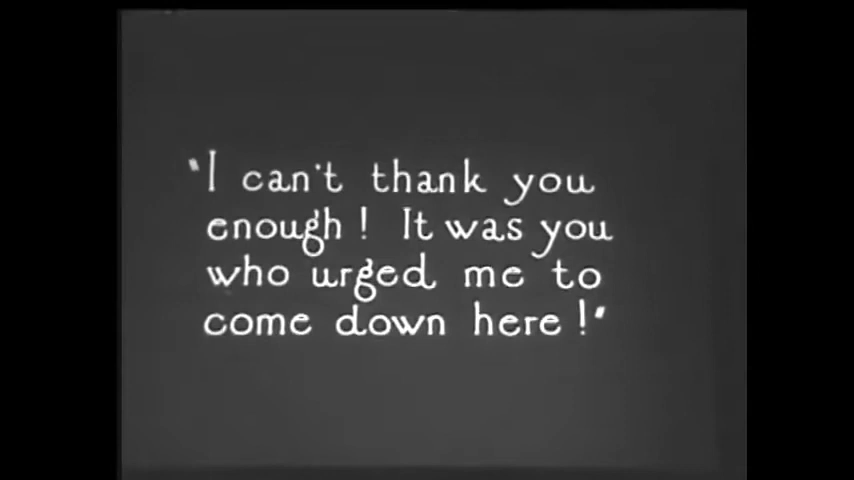 "I can't thank you
enough! It was you
who urged me to
come down here!"